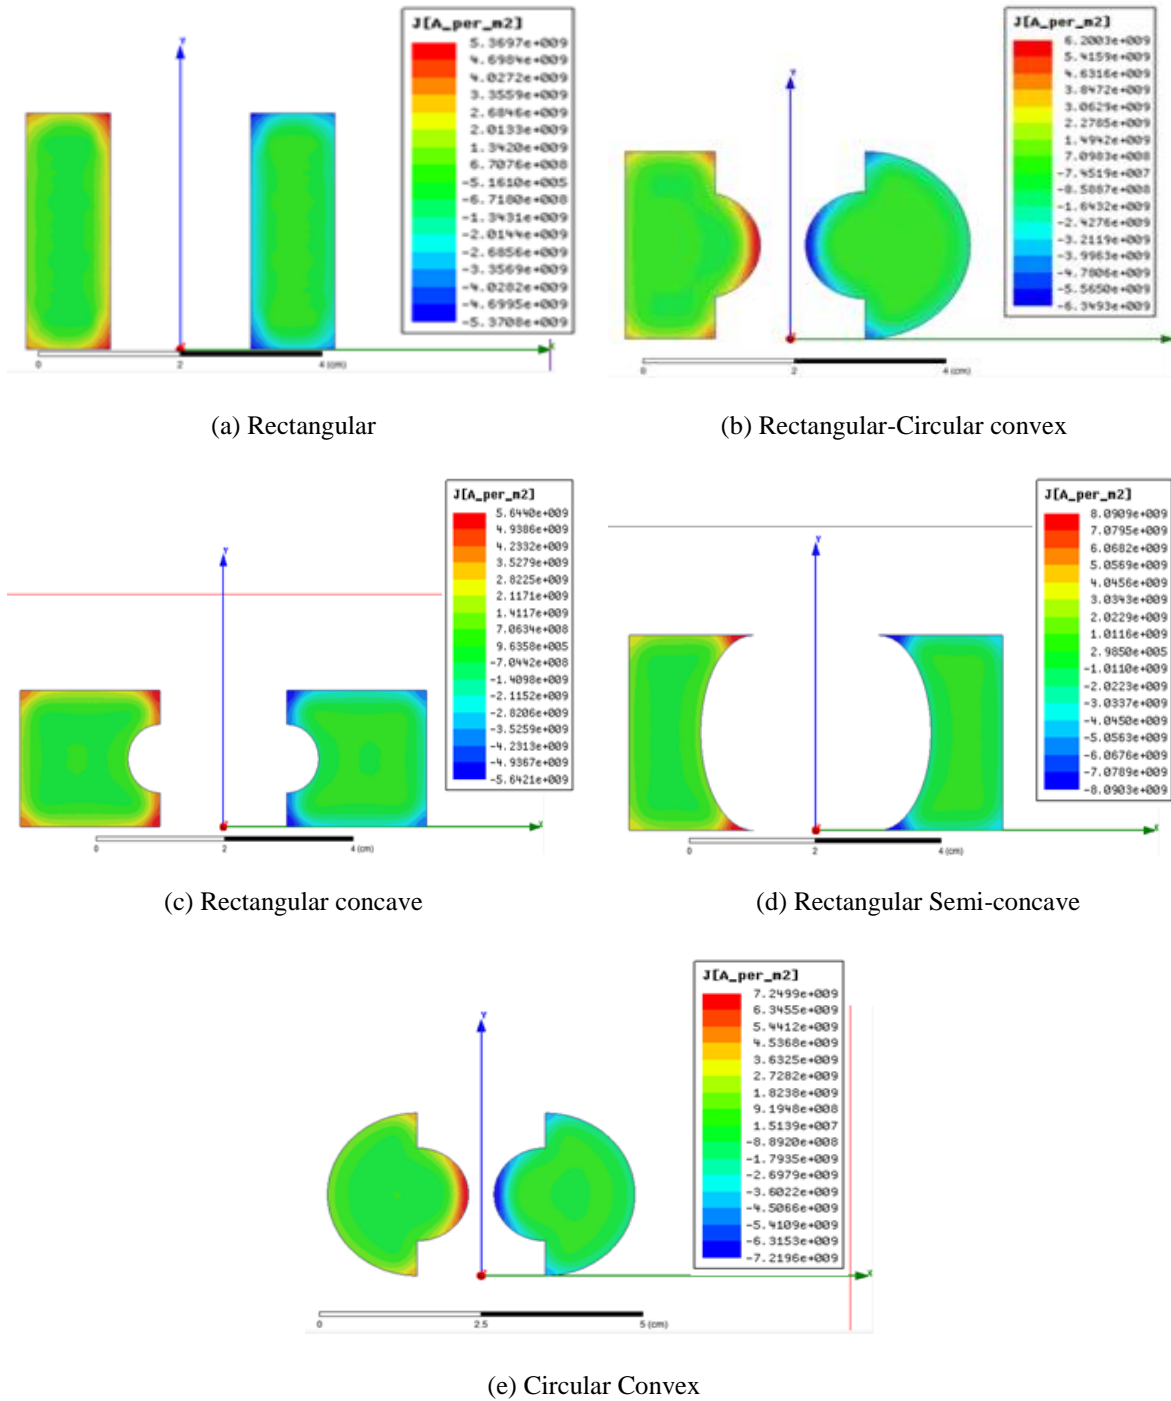 J[A_per_m2]
5.3697e+009
4.6984e+009
4.0272e+009
3.3559e+009
2.6846e+009
2.0133e+009
1.3420e+009
6.7076e+008
-5.1610e+005
-6.7180e+008
-1.3431e+009
-2.0144e+009
-2.6856e+009
-3.3569e+009
-4.0282e+009
-4.6995e+009
-5.3708e+009
Y
X
0 2 4 (cm)
(a) Rectangular
J[A_per_m2]
6.2003e+009
5.4159e+009
4.6316e+009
3.8472e+009
3.0629e+009
2.2785e+009
1.4942e+009
7.0983e+008
-7.4519e+007
-8.5887e+008
-1.6432e+009
-2.4276e+009
-3.2119e+009
-3.9963e+009
-4.7806e+009
-5.5650e+009
-6.3493e+009
Y
X
0 2 4 (cm)
(b) Rectangular-Circular convex
J[A_per_m2]
5.6440e+009
4.9386e+009
4.2332e+009
3.5279e+009
2.8225e+009
2.1171e+009
1.4117e+009
7.0634e+008
9.6358e+005
-7.0442e+008
-1.4098e+009
-2.1152e+009
-2.8206e+009
-3.5259e+009
-4.2313e+009
-4.9367e+009
-5.6421e+009
Y
X
0 2 4 (cm)
(c) Rectangular concave
J[A_per_m2]
8.0909e+009
7.0795e+009
6.0682e+009
5.0569e+009
4.0456e+009
3.0343e+009
2.0229e+009
1.0116e+009
2.9850e+005
-1.0110e+009
-2.0223e+009
-3.0337e+009
-4.0450e+009
-5.0563e+009
-6.0676e+009
-7.0789e+009
-8.0903e+009
Y
X
0 2 4 (cm)
(d) Rectangular Semi-concave
J[A_per_m2]
7.2499e+009
6.3455e+009
5.4412e+009
4.5368e+009
3.6325e+009
2.7282e+009
1.8238e+009
9.1948e+008
1.5139e+007
-8.8920e+008
-1.7935e+009
-2.6979e+009
-3.6022e+009
-4.5066e+009
-5.4109e+009
-6.3153e+009
-7.2196e+009
Y
X
0 2.5 5 (cm)
(e) Circular Convex